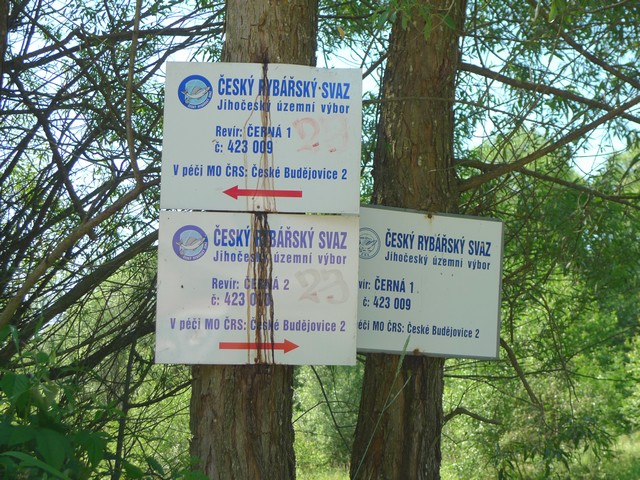 ČESKÝ RYBÁŘSKÝ SVAZ
Jihočeský územní výbor
Revír: ČERNÁ 1
č: 423 009
V péči MO ČRS: České Budějovice 2
ČESKÝ RYBÁŘSKÝ SVAZ
Jihočeský územní výbor
Revír: ČERNÁ 2
č: 423
V péči MO ČRS: České Budějovice 2
ČESKÝ RYBÁŘSKÝ SVAZ
Jihočeský územní výbor
vír: ČERNÁ 1
č: 423 009
péči MO ČRS: České Budějovice 2